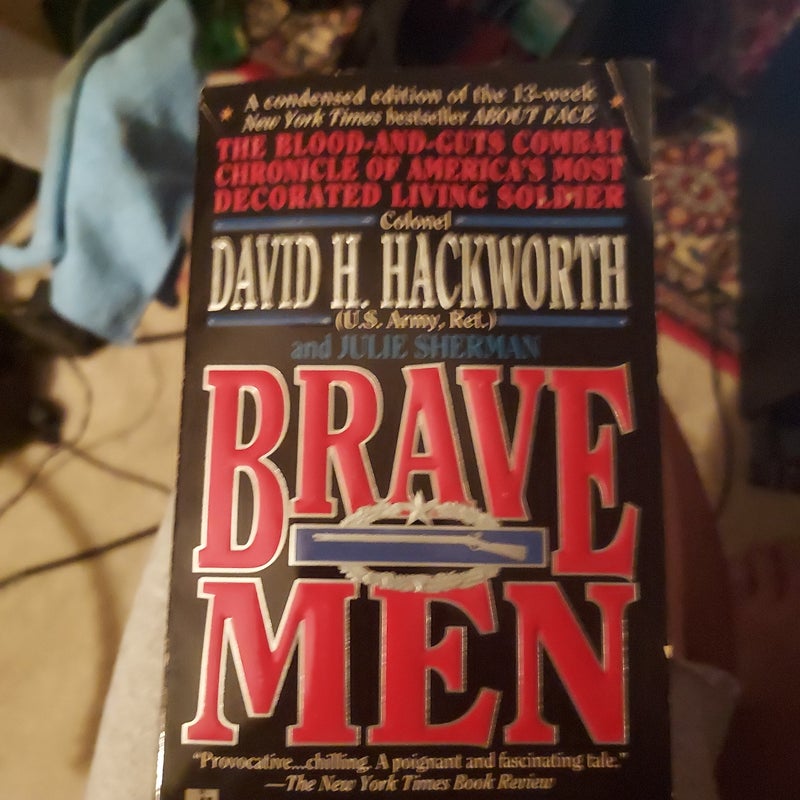 A condensed edition of the 13-week
New York Times bestseller ABOUT FACE
THE BLOOD-AND-GUTS COMBAT
CHRONICLE OF AMERICA'S MOST
DECORATED LIVING SOLDIER
Colonel
DAVID H. HACKWORTH
(U.S. Army, Ret.)
and JULIE SHERMAN
BRAVE
MEN
"Provocative...chilling. A poignant and fascinating tale."
—The New York Times Book Review